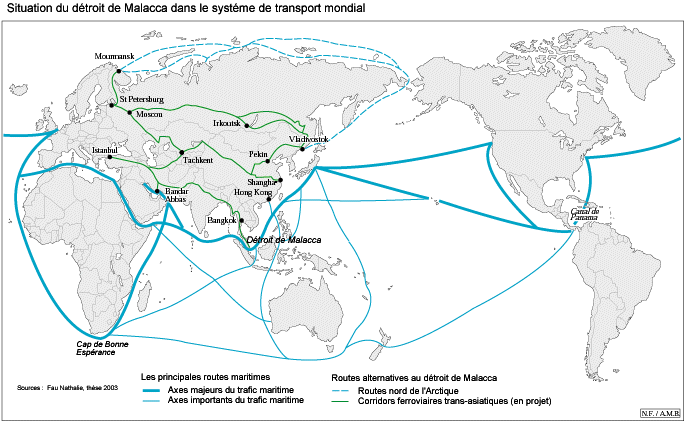 Situation du détroit de Malacca dans le systéme de transport mondial
Mourmansk
St Petersburg
Moscou
Irkoutsk
Vladivostok
Istanbul
Tachkent
Pékin
Shanghai
Hong Kong
Bandar
Abbas
Bangkok
Détroit de Malacca
Canal de
Panama
Cap de Bonne
Espérance
Les principales routes maritimes
Axes majeurs du trafic maritime
Axes importants du trafic maritime
Routes alternatives au détroit de Malacca
Routes nord de l'Arctique
Corridors ferroviaires trans-asiatiques (en projet)
Sources : Fau Nathalie, thèse 2003
N.F. / A.M.B.